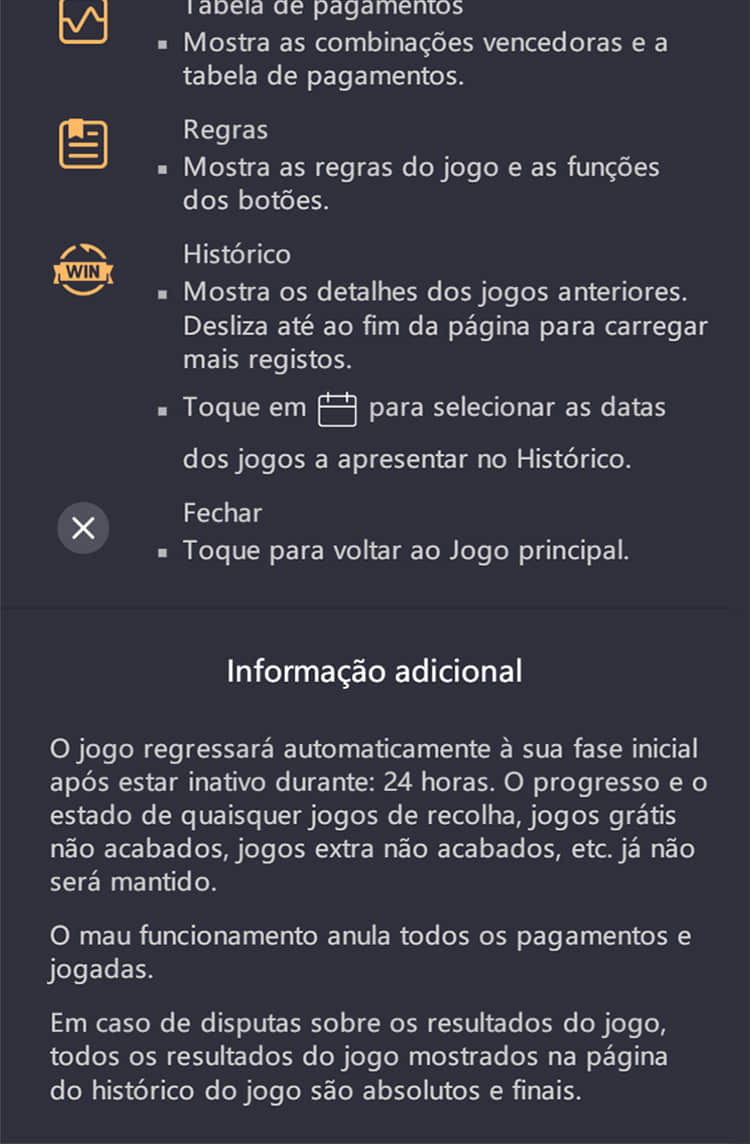 Tabela de pagamentos
Mostra as combinações vencedoras e a
tabela de pagamentos.
Regras
Mostra as regras do jogo e as funções
dos botões.
WIN
Histórico
Mostra os detalhes dos jogos anteriores.
Desliza até ao fim da página para carregar
mais registos.
Toque em para selecionar as datas
dos jogos a apresentar no Histórico.
Fechar
Toque para voltar ao Jogo principal.
Informação adicional
O jogo regressará automaticamente à sua fase inicial
após estar inativo durante: 24 horas. O progresso e o
estado de quaisquer jogos de recolha, jogos grátis
não acabados, jogos extra não acabados, etc. já não
será mantido.
O mau funcionamento anula todos os pagamentos e
jogadas.
Em caso de disputas sobre os resultados do jogo,
todos os resultados do jogo mostrados na página
do histórico do jogo são absolutos e finais.